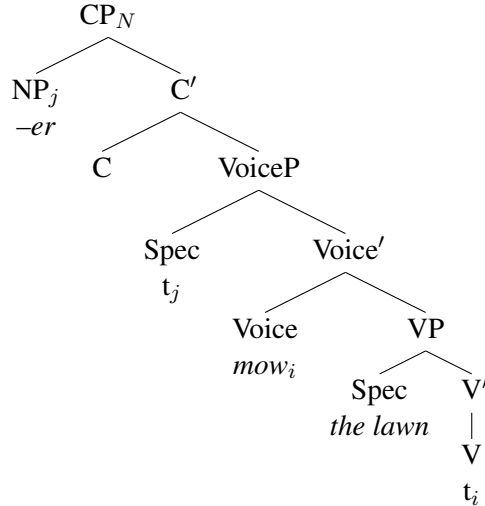 CP_N
NP_j C′
–er
C VoiceP
Spec Voice′
t_j
Voice VP
mow_i
Spec V′
the lawn
V
t_i